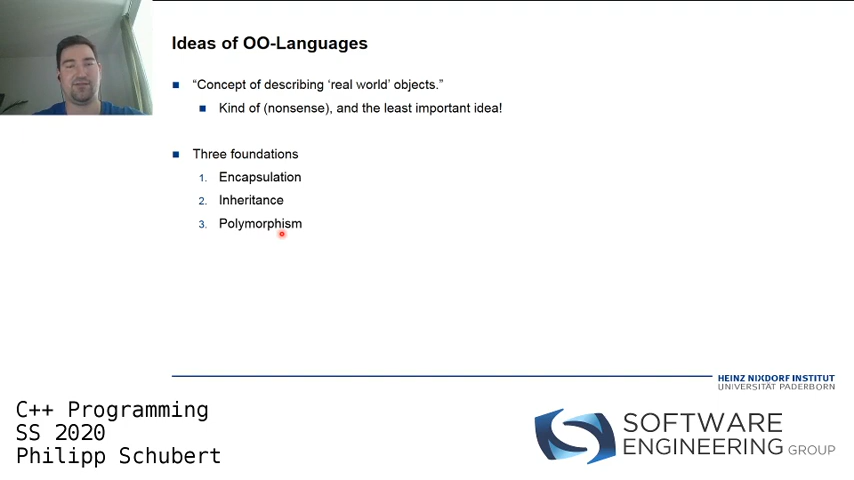 Ideas of OO-Languages
“Concept of describing ‘real world’ objects.”
Kind of (nonsense), and the least important idea!
Three foundations
1. Encapsulation
2. Inheritance
3. Polymorphism
HEINZ NIXDORF INSTITUT
UNIVERSITÄT PADERBORN
C++ Programming
SS 2020
Philipp Schubert
SOFTWARE
ENGINEERING GROUP